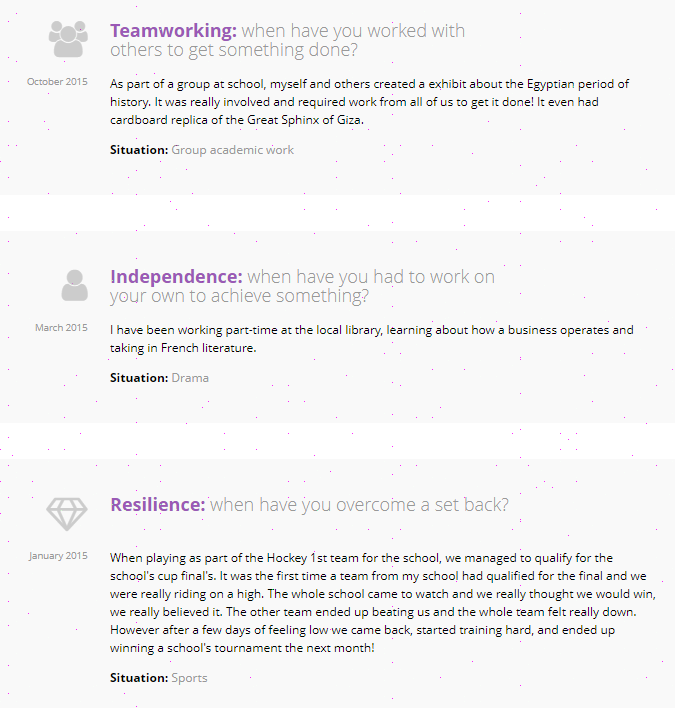 Teamworking: when have you worked with
others to get something done?
October 2015
As part of a group at school, myself and others created a exhibit about the Egyptian period of
history. It was really involved and required work from all of us to get it done! It even had
cardboard replica of the Great Sphinx of Giza.
Situation: Group academic work
Independence: when have you had to work on
your own to achieve something?
March 2015
I have been working part-time at the local library, learning about how a business operates and
taking in French literature.
Situation: Drama
Resilience: when have you overcome a set back?
January 2015
When playing as part of the Hockey 1st team for the school, we managed to qualify for the
school's cup final's. It was the first time a team from my school had qualified for the final and we
were really riding on a high. The whole school came to watch and we really thought we would win,
we really believed it. The other team ended up beating us and the whole team felt really down.
However after a few days of feeling low we came back, started training hard, and ended up
winning a school's tournament the next month!
Situation: Sports